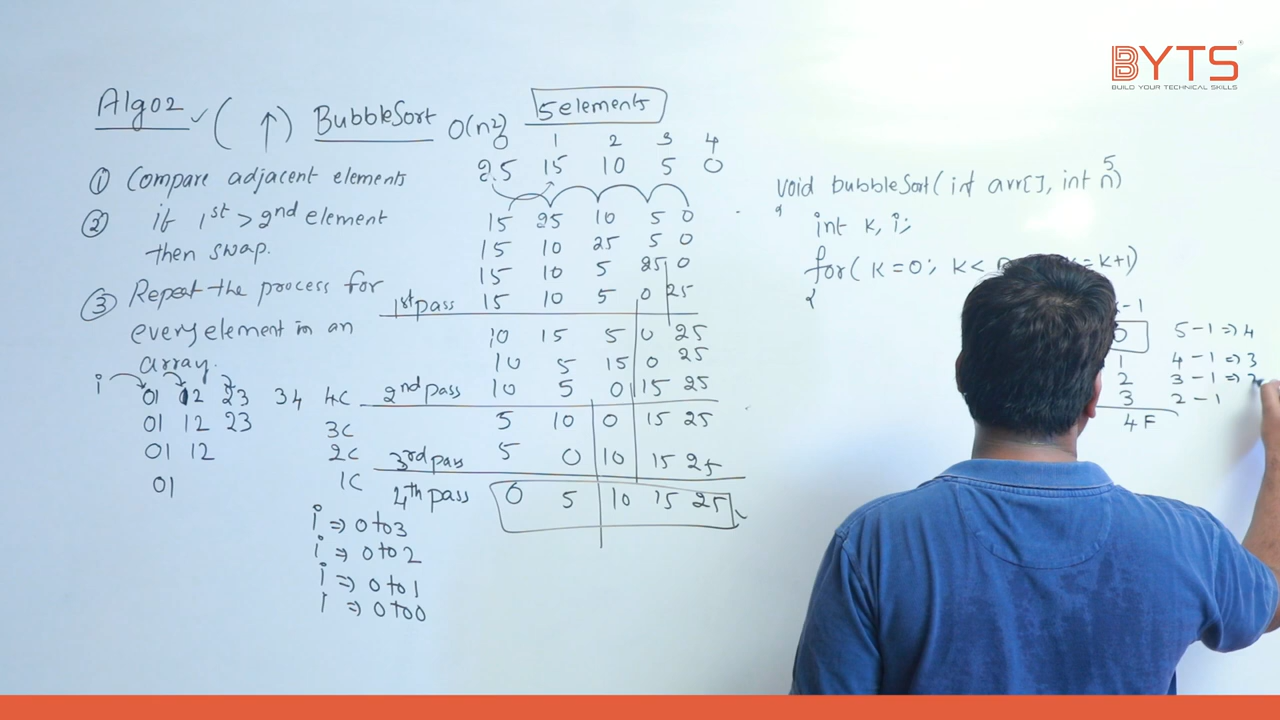 BYTS
BUILD YOUR TECHNICAL SKILLS
Algo2 ✓ ( ↑ ) BubbleSort O(n²)
5 elements
① Compare adjacent elements
② if 1st > 2nd element
then swap.
③ Repeat the process for
every element in an
array.
i
01 12 23 34 4C
01 12 23 3C
01 12 2C
01 1C
i ⇒ 0 to 3
i ⇒ 0 to 2
i ⇒ 0 to 1
i ⇒ 0 to 0
0 1 2 3 4
25 15 10 5 0
15 25 10 5 0
15 10 25 5 0
15 10 5 25 0
1st pass 15 10 5 0 25
10 15 5 0 25
10 5 15 0 25
2nd pass 10 5 0 15 25
5 10 0 15 25
3rd pass 5 0 10 15 25
4th pass 0 5 10 15 25
5
void bubbleSort( int arr[], int n)
{
int k, i;
for( k=0; k< k=k+1)
{
-1
0 5-1 ⇒ 4
1 4-1 ⇒ 3
2 3-1 ⇒
3 2-1
4F